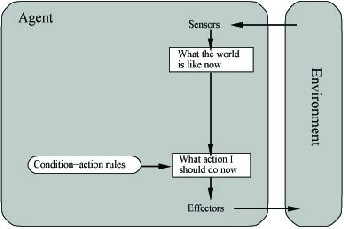 Agent
Sensors
What the world
is like now
Environment
Condition−action rules
What action I
should do now
Effectors